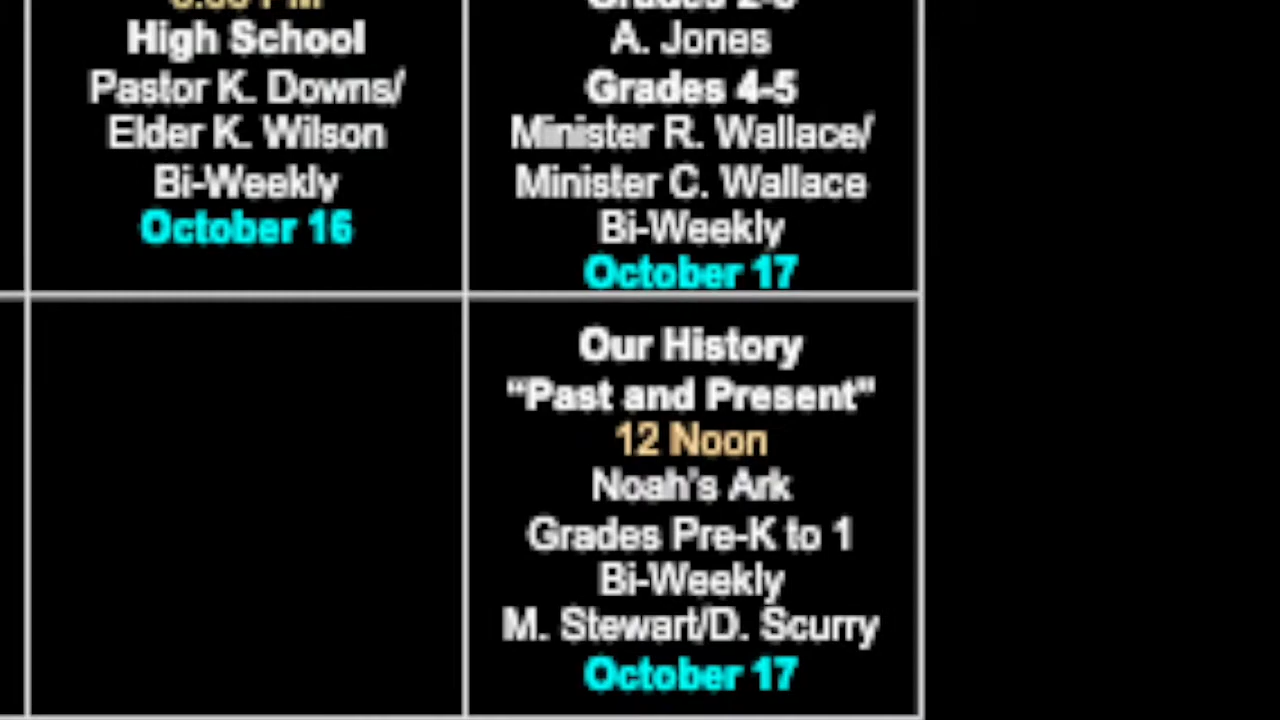 High School
Pastor K. Downs/
Elder K. Wilson
Bi-Weekly
October 16
A. Jones
Grades 4-5
Minister R. Wallace/
Minister C. Wallace
Bi-Weekly
October 17
Our History
“Past and Present”
12 Noon
Noah's Ark
Grades Pre-K to 1
Bi-Weekly
M. Stewart/D. Scurry
October 17